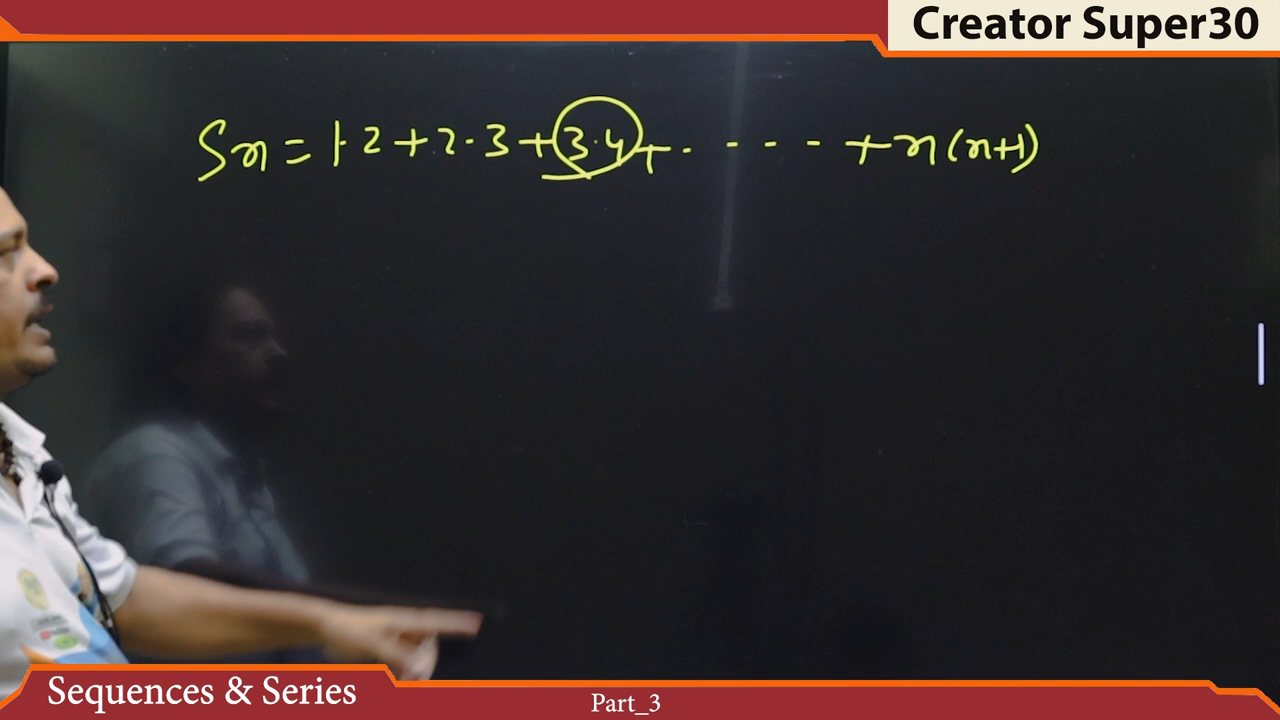 Creator Super30
Sn = 1·2 + 2·3 + 3·4 + · - - - - + n(n+1)
Sequences & Series
Part_3